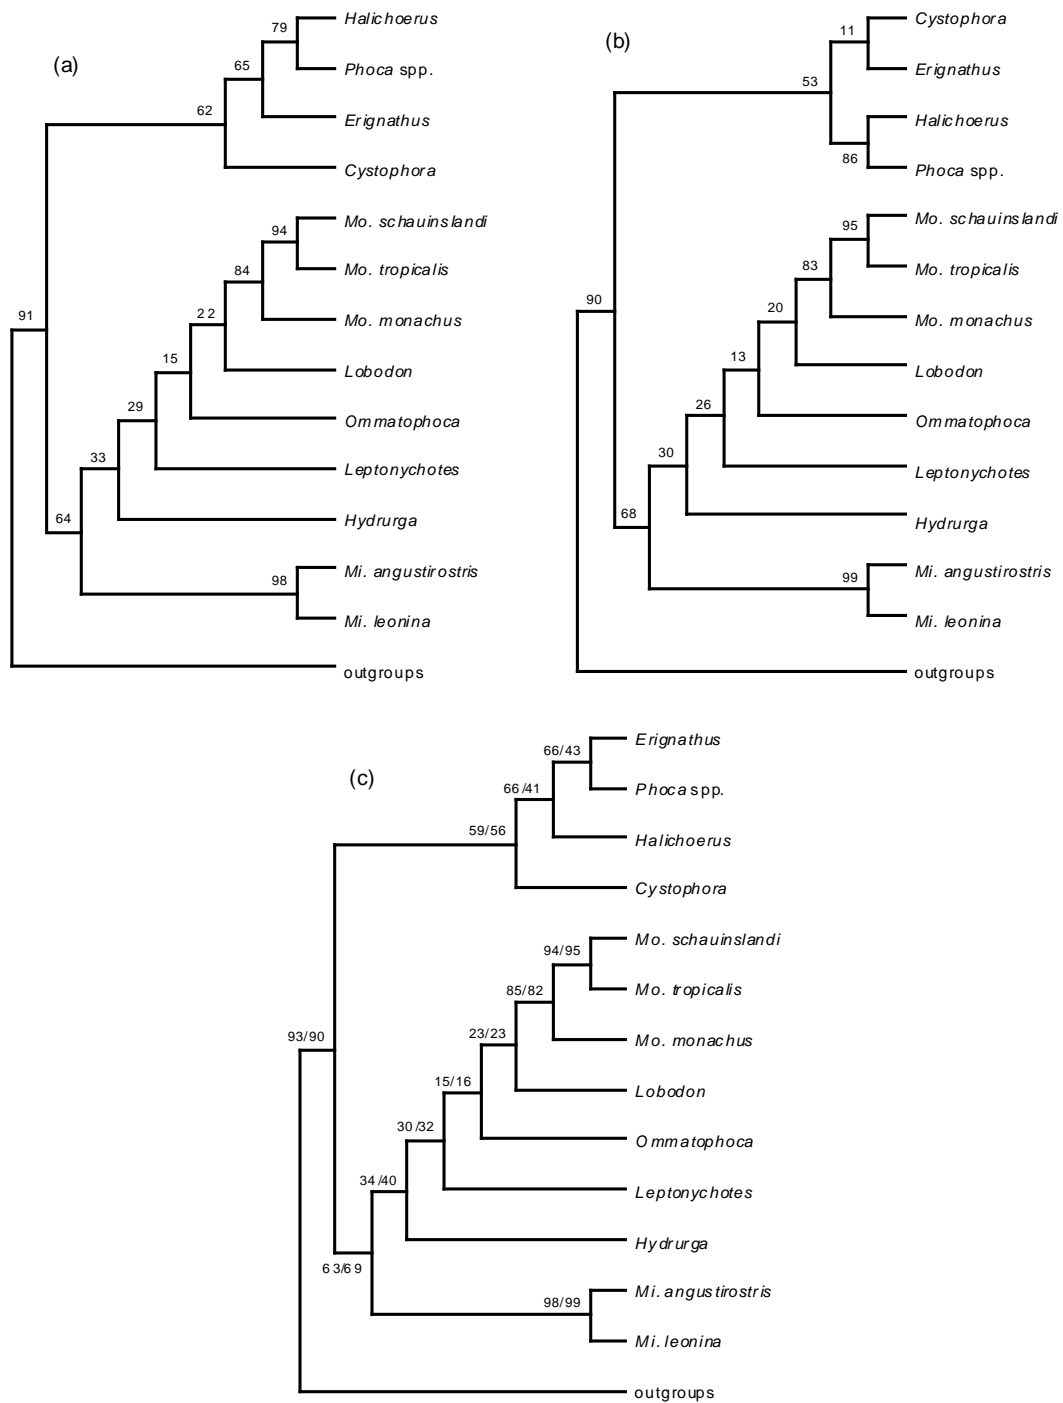 (a)
79
Halichoerus
65
Phoca spp.
62
Erignathus
Cystophora
94
Mo. schauinslandi
84
Mo. tropicalis
22
Mo. monachus
91
15
Lobodon
29
Ommatophoca
33
Leptonychotes
64
Hydrurga
98
Mi. angustirostris
Mi. leonina
outgroups
(b)
11
Cystophora
Erignathus
53
Halichoerus
86
Phoca spp.
95
Mo. schauinslandi
83
Mo. tropicalis
90
20
Mo. monachus
13
Lobodon
26
Ommatophoca
30
Leptonychotes
68
Hydrurga
99
Mi. angustirostris
Mi. leonina
outgroups
(c)
66/43
Erignathus
66/41
Phoca spp.
59/56
Halichoerus
Cystophora
94/95
Mo. schauinslandi
85/82
Mo. tropicalis
93/90
23/23
Mo. monachus
15/16
Lobodon
30/32
Ommatophoca
34/40
Leptonychotes
63/69
Hydrurga
98/99
Mi. angustirostris
Mi. leonina
outgroups